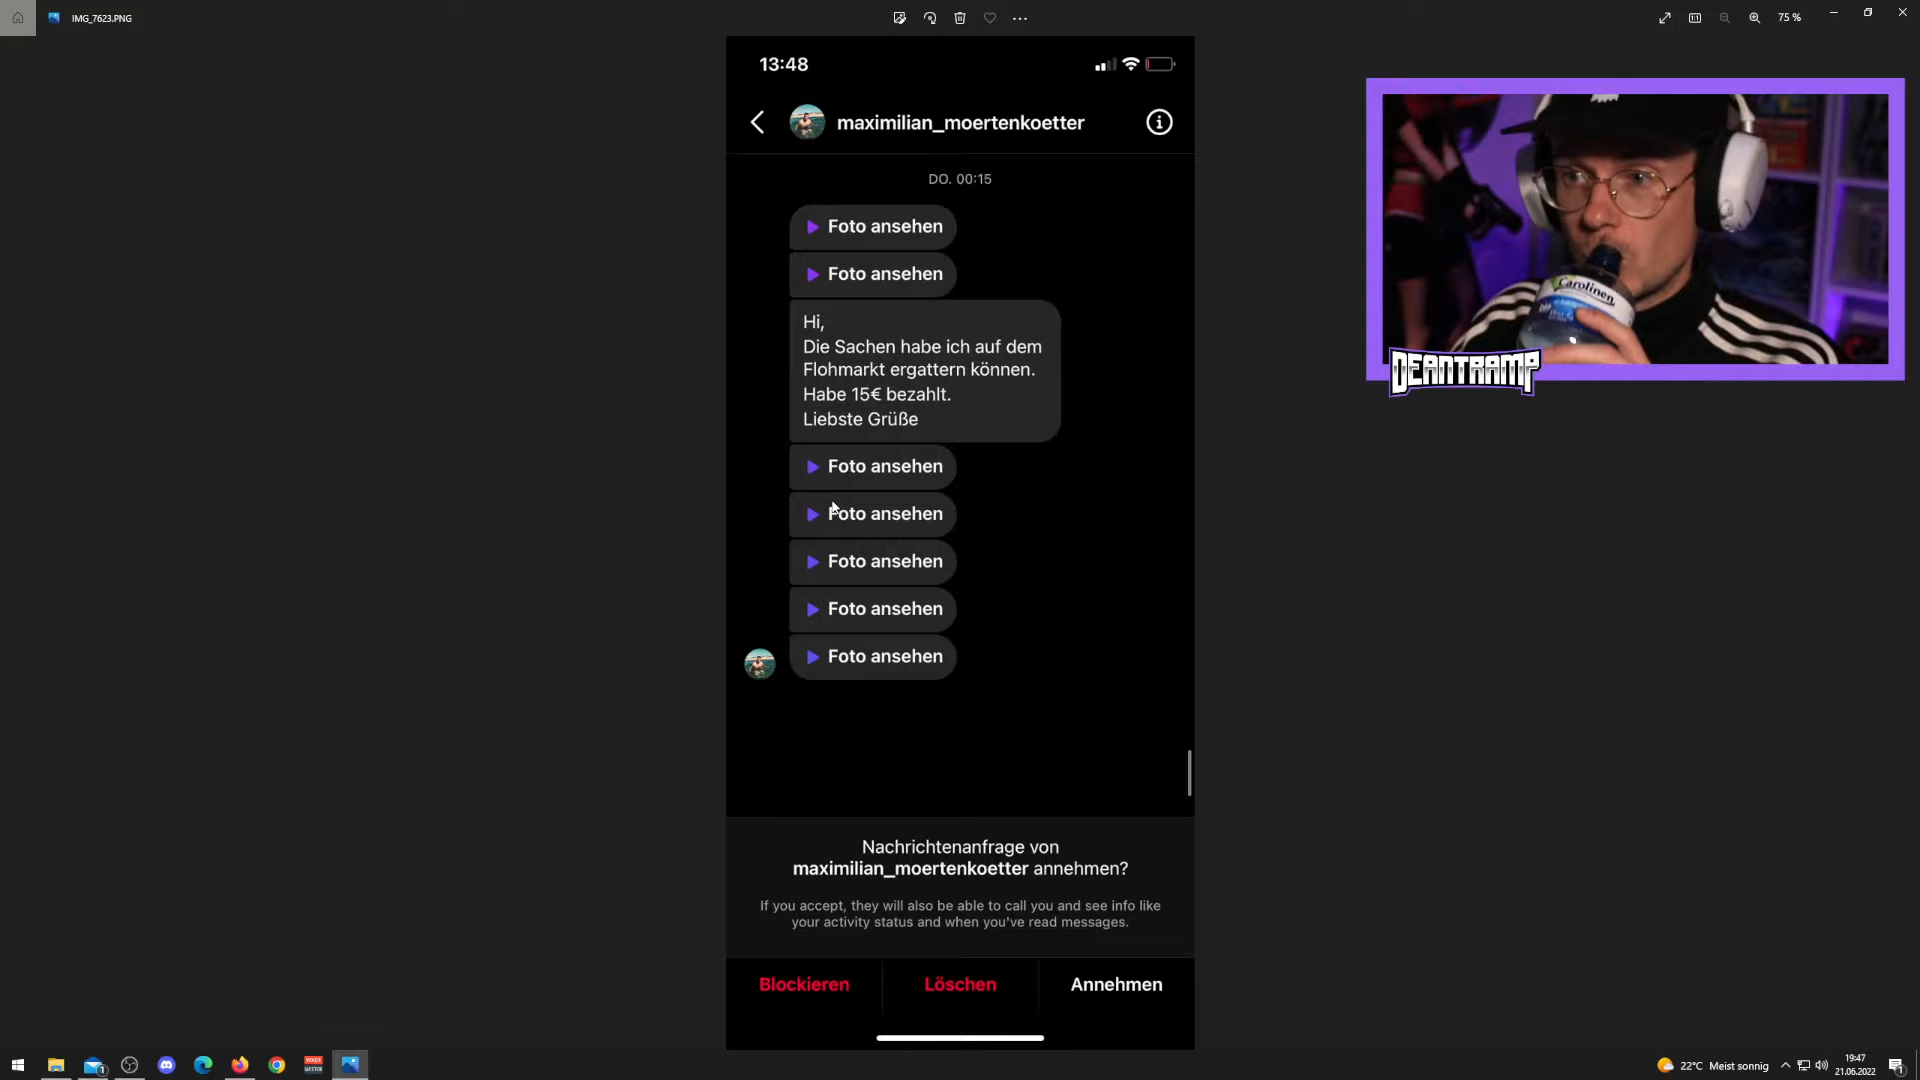 IMG_7623.PNG
75 %
13:48
maximilian_moertenkoetter
DO. 00:15
Foto ansehen
Foto ansehen
Hi,
Die Sachen habe ich auf dem
Flohmarkt ergattern können.
Habe 15€ bezahlt.
Liebste Grüße
Foto ansehen
Foto ansehen
Foto ansehen
Foto ansehen
Foto ansehen
Nachrichtenanfrage von
maximilian_moertenkoetter annehmen?
If you accept, they will also be able to call you and see info like
your activity status and when you've read messages.
Blockieren
Löschen
Annehmen
Carolinen
DEANTRAMP
22°C Meist sonnig
19:47
21.06.2022